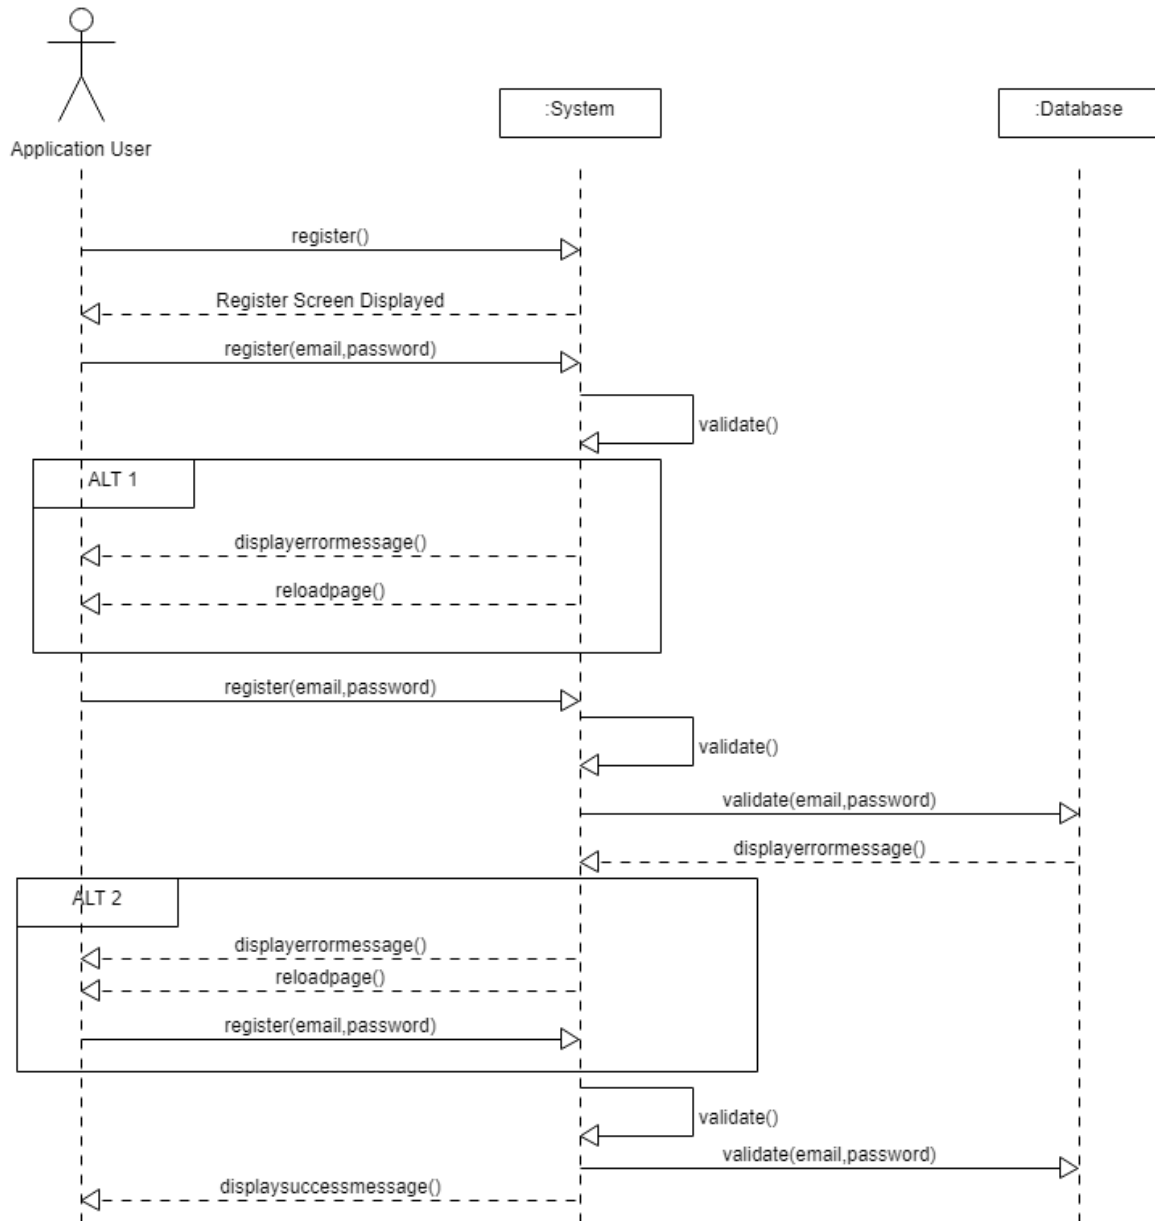 :System
:Database
Application User
register()
Register Screen Displayed
register(email,password)
validate()
ALT 1
displayerrormessage()
reloadpage()
register(email,password)
validate()
validate(email,password)
displayerrormessage()
ALT 2
displayerrormessage()
reloadpage()
register(email,password)
validate()
validate(email,password)
displaysuccessmessage()